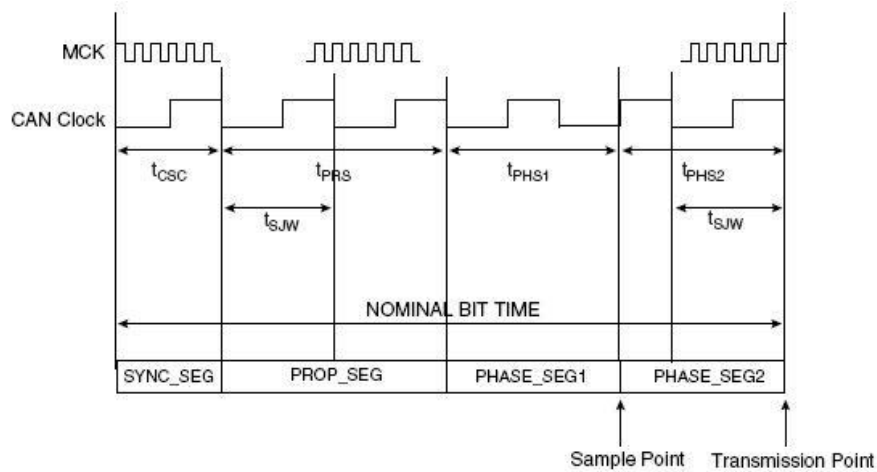 MCK
CAN Clock
tCSC
tPRS
tPHS1
tPHS2
tSJW
tSJW
NOMINAL BIT TIME
SYNC_SEG
PROP_SEG
PHASE_SEG1
PHASE_SEG2
Sample Point
Transmission Point